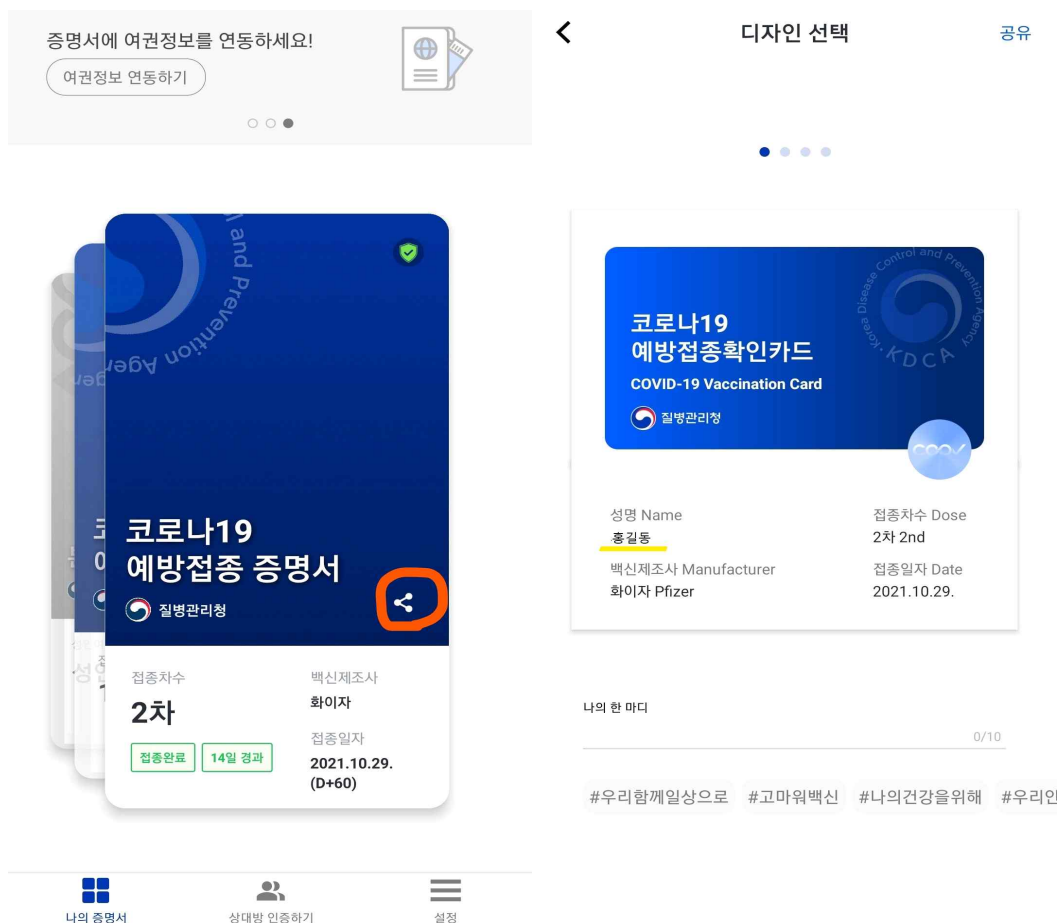 증명서에 여권정보를 연동하세요!
여권정보 연동하기
and Prevention Agen
코로나19
예방접종 증명서
질병관리청
접종차수
2차
접종완료
14일 경과
백신제조사
화이자
접종일자
2021.10.29.
(D+60)
나의 증명서
상대방 인증하기
설정
디자인 선택
공유
코로나19
예방접종확인카드
COVID-19 Vaccination Card
질병관리청
Korea Disease Control and Prevention Agency
KDCA
COOV
성명 Name
홍길동
접종차수 Dose
2차 2nd
백신제조사 Manufacturer
화이자 Pfizer
접종일자 Date
2021.10.29.
나의 한 마디
0/10
#우리함께일상으로 #고마워백신 #나의건강을위해 #우리안